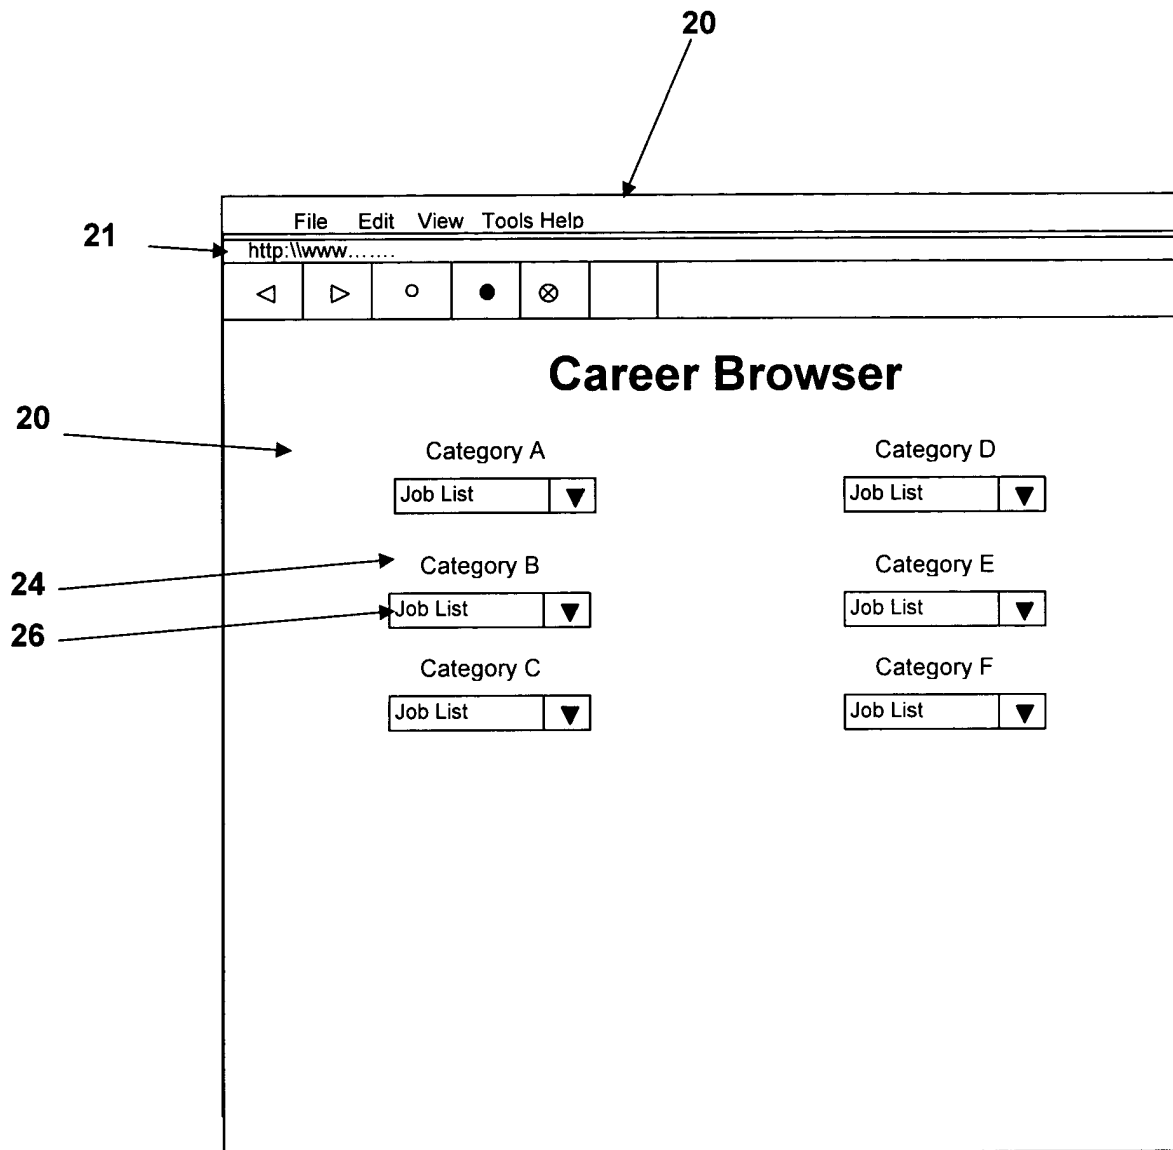 20
File Edit View Tools Help
21
http:\\www.......
Career Browser
20
Category A Category D
Job List Job List
24
Category B Category E
26
Job List Job List
Category C Category F
Job List Job List